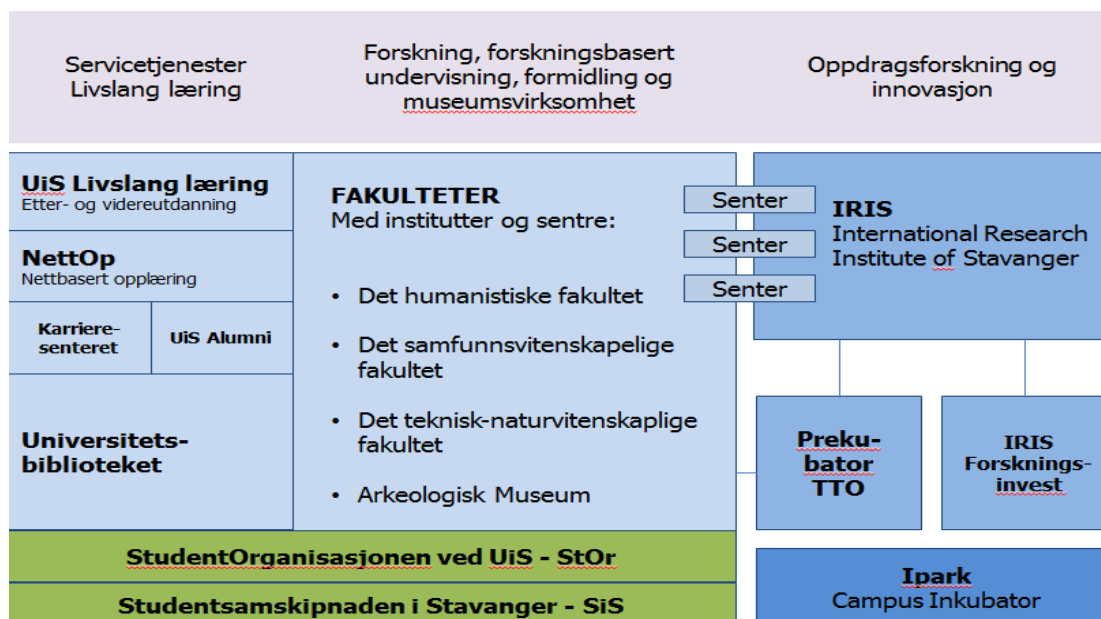 Servicetjenester
Livslang læring
Forskning, forskningsbasert
undervisning, formidling og
museumsvirksomhet
Oppdragsforskning og
innovasjon
UiS Livslang læring
Etter- og videreutdanning
NettOp
Nettbasert opplæring
Karriere-
senteret
UiS Alumni
Universitets-
biblioteket
FAKULTETER
Med institutter og sentre:
• Det humanistiske fakultet
• Det samfunnsvitenskapelige
fakultet
• Det teknisk-naturvitenskaplige
fakultet
• Arkeologisk Museum
Senter
Senter
Senter
IRIS
International Research
Institute of Stavanger
Preku-
bator
TTO
IRIS
Forsknings-
invest
StudentOrganisasjonen ved UiS - StOr
Studentsamskipnaden i Stavanger - SiS
Ipark
Campus Inkubator